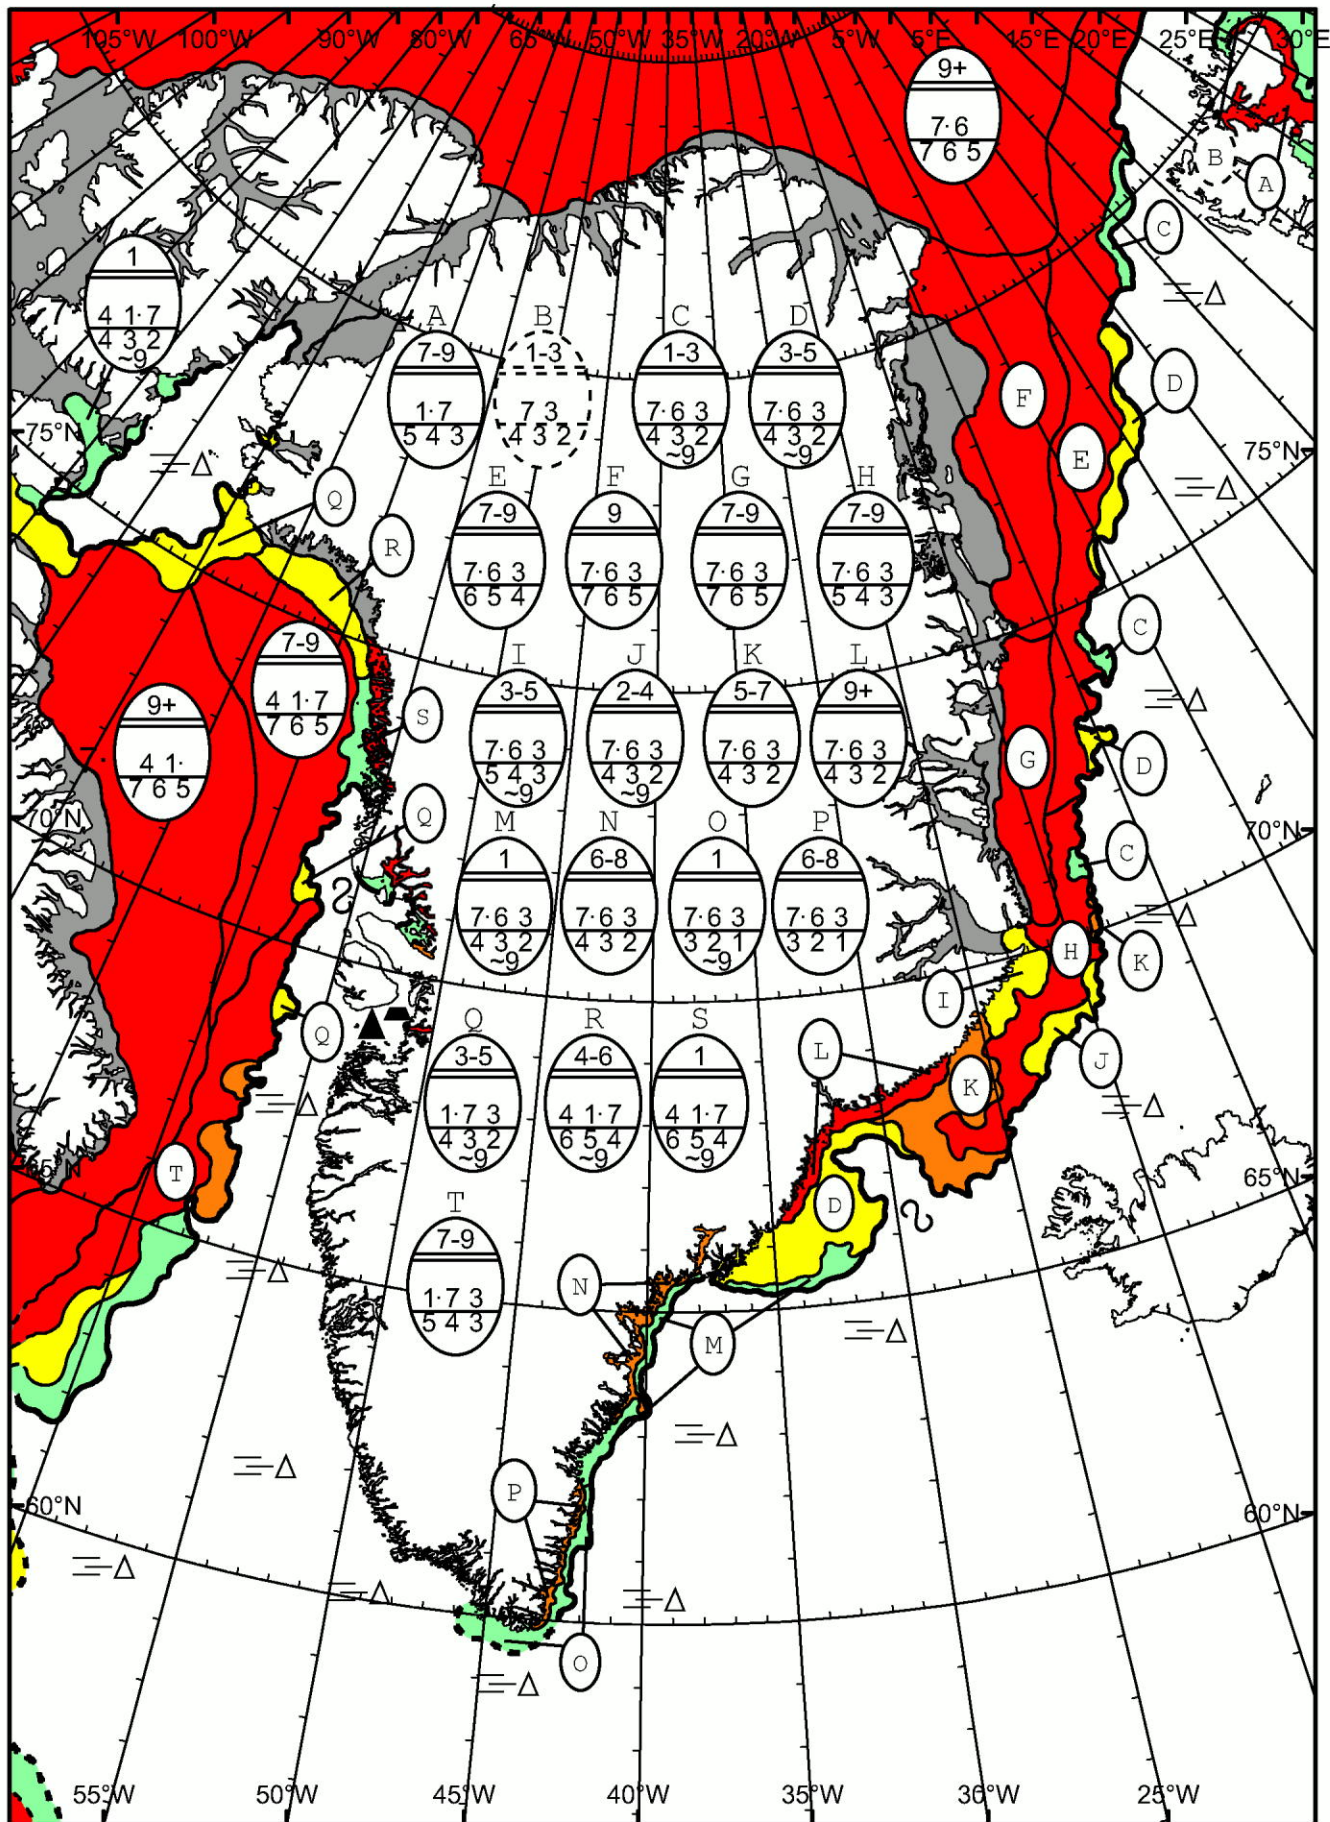 105°W 100°W 90°W 80°W 65°W 50°W 35°W 20°W 5°W 5°E 15°E 20°E 25°E 30°E
9+
7·6
7 6 5
B
A
C
1
4 1·7
4 3 2
~9
A B C D
7-9 1-3 1-3 3-5
1·7 7 3 7·6 3 7·6 3
5 4 3 4 3 2 4 3 2 4 3 2
~9 ~9
F
D
E
75°N 75°N
Q
R
E F G H
7-9 9 7-9 7-9
7·6 3 7·6 3 7·6 3 7·6 3
6 5 4 7 6 5 7 6 5 5 4 3
C
7-9
4 1·7
7 6 5
9+
4 1·
7 6 5
S
I J K L
3-5 2-4 5-7 9+
7·6 3 7·6 3 7·6 3 7·6 3
5 4 3 4 3 2 4 3 2 4 3 2
~9 ~9
G
D
70°N 70°N
Q
C
M N O P
1 6-8 1 6-8
7·6 3 7·6 3 7·6 3 7·6 3
4 3 2 4 3 2 3 2 1 3 2 1
~9 ~9
H
K
I
Q
J
L
K
Q R S
3-5 4-6 1
1·7 3 4 1·7 4 1·7
4 3 2 6 5 4 6 5 4
~9 ~9 ~9
65°N 65°N
T
D
T
7-9
1·7 3
5 4 3
N
M
P
60°N 60°N
O
55°W 50°W 45°W 40°W 35°W 30°W 25°W